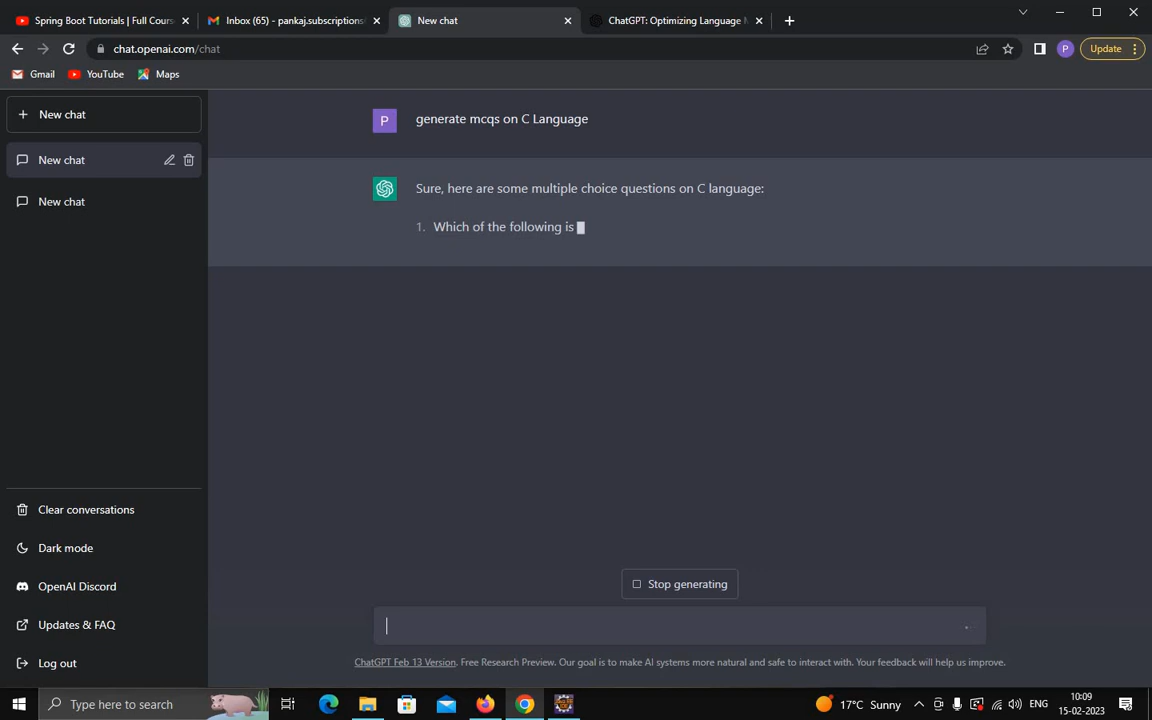 Spring Boot Tutorials | Full Cours
Inbox (65) - pankaj.subscriptions
New chat
ChatGPT: Optimizing Language
chat.openai.com/chat
P
Update
Gmail
YouTube
Maps
New chat
P
generate mcqs on C Language
New chat
Sure, here are some multiple choice questions on C language:
New chat
1. Which of the following is
Clear conversations
Dark mode
OpenAI Discord
Updates & FAQ
Log out
Stop generating
ChatGPT Feb 13 Version. Free Research Preview. Our goal is to make AI systems more natural and safe to interact with. Your feedback will help us improve.
Type here to search
17°C Sunny
ENG
10:09
15-02-2023